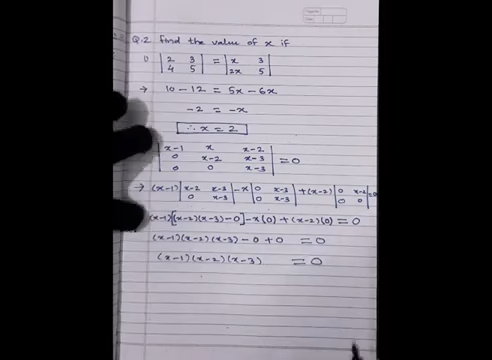 Q.2 Find the value of x if
1) | 2 3 | = | x 3 |
| 4 5 | | 2x 5 |
→ 10 - 12 = 5x - 6x
-2 = -x
∴ x = 2
| x-1 x x-2 |
| 0 x-2 x-3 | = 0
| 0 0 x-3 |
→ (x-1) | x-2 x-3 | - x | 0 x-3 | + (x-2) | 0 x-2 | = 0
| 0 x-3 | | 0 x-3 | | 0 0 |
(x-1)[(x-2)(x-3)-0] - x(0) + (x-2)(0) = 0
(x-1)(x-2)(x-3) - 0 + 0 = 0
(x-1)(x-2)(x-3) = 0